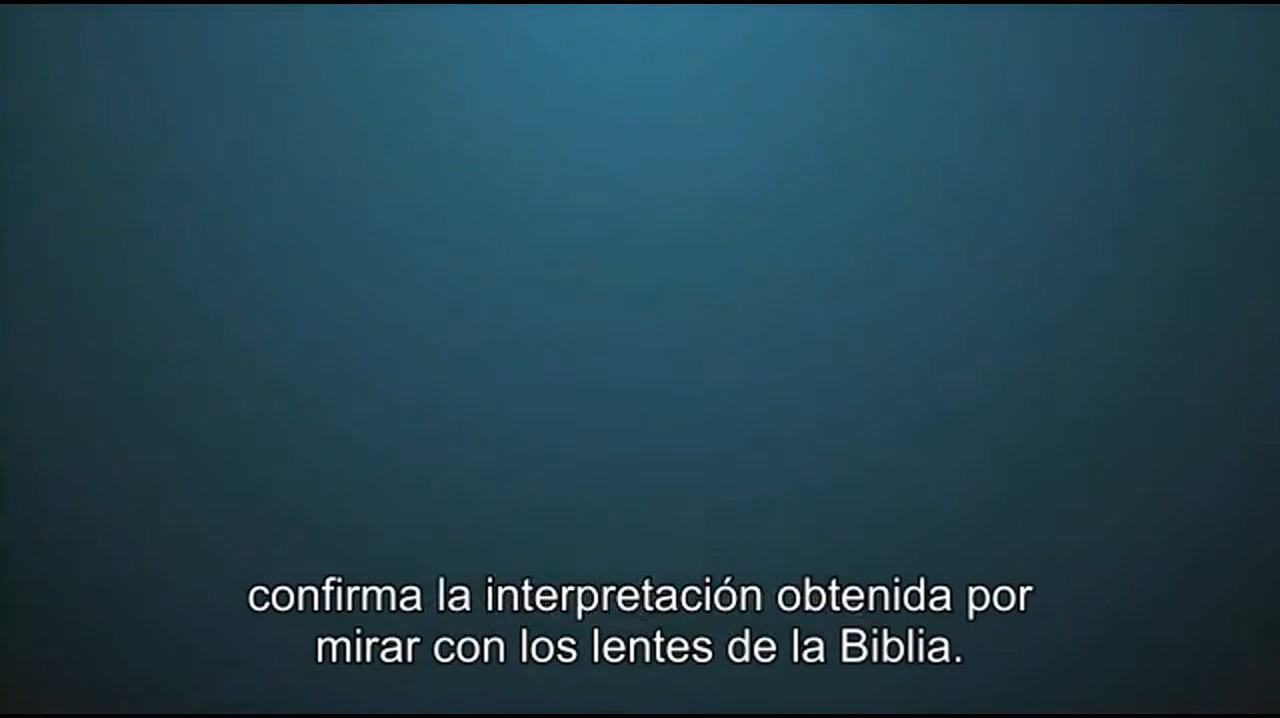 confirma la interpretación obtenida por
mirar con los lentes de la Biblia.